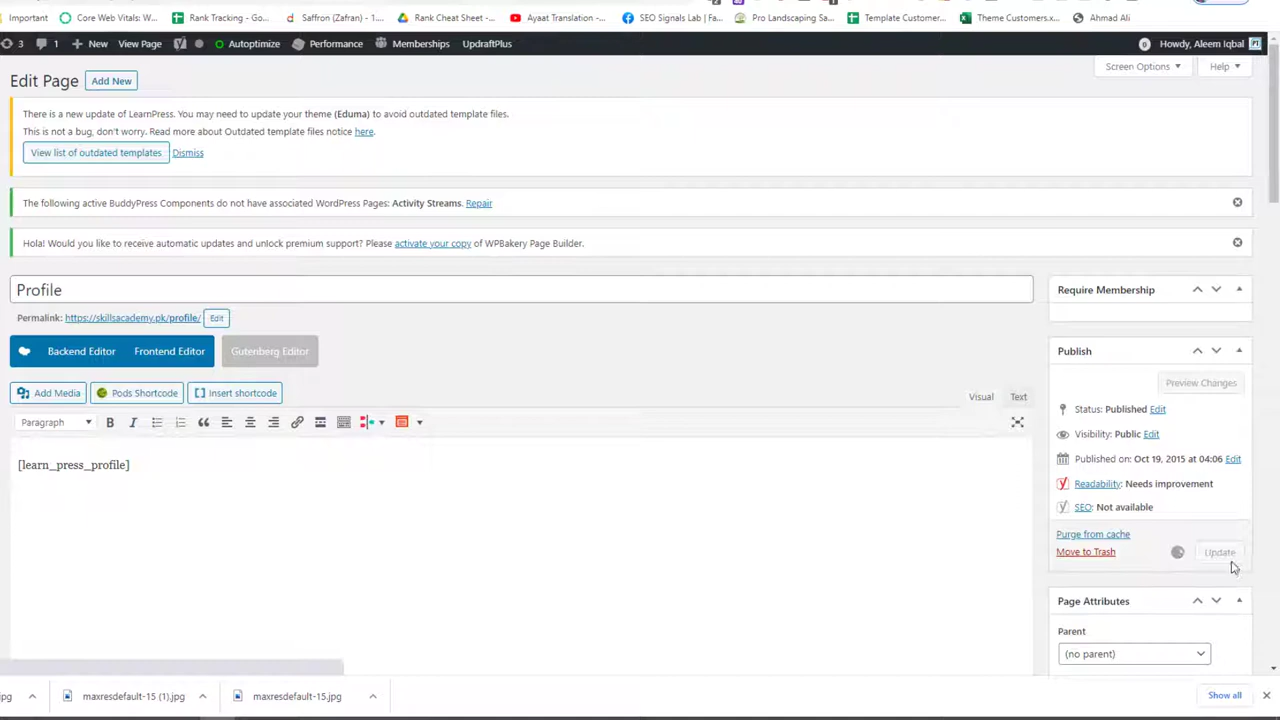 Important Core Web Vitals: W... Rank Tracking - Go... Saffron (Zafran) - 1... Rank Cheat Sheet -... Ayaat Translation -... SEO Signals Lab | Fa... Pro Landscaping Sa... Template Customer... Theme Customers.x... Ahmad Ali
3 1 New View Page Autoptimize Performance Memberships UpdraftPlus 0 Howdy, Aleem Iqbal
Edit Page Add New Screen Options Help
There is a new update of LearnPress. You may need to update your theme (Eduma) to avoid outdated template files.
This is not a bug, don't worry. Read more about Outdated template files notice here.
View list of outdated templates Dismiss
The following active BuddyPress Components do not have associated WordPress Pages: Activity Streams. Repair
Hola! Would you like to receive automatic updates and unlock premium support? Please activate your copy of WPBakery Page Builder.
Profile
Permalink: https://skillsacademy.pk/profile/ Edit
Backend Editor Frontend Editor Gutenberg Editor
Add Media Pods Shortcode Insert shortcode Visual Text
Paragraph B I
[learn_press_profile]
Require Membership
Publish
Preview Changes
Status: Published Edit
Visibility: Public Edit
Published on: Oct 19, 2015 at 04:06 Edit
Readability: Needs improvement
SEO: Not available
Purge from cache
Move to Trash Update
Page Attributes
Parent
(no parent)
jpg maxresdefault-15 (1).jpg maxresdefault-15.jpg Show all